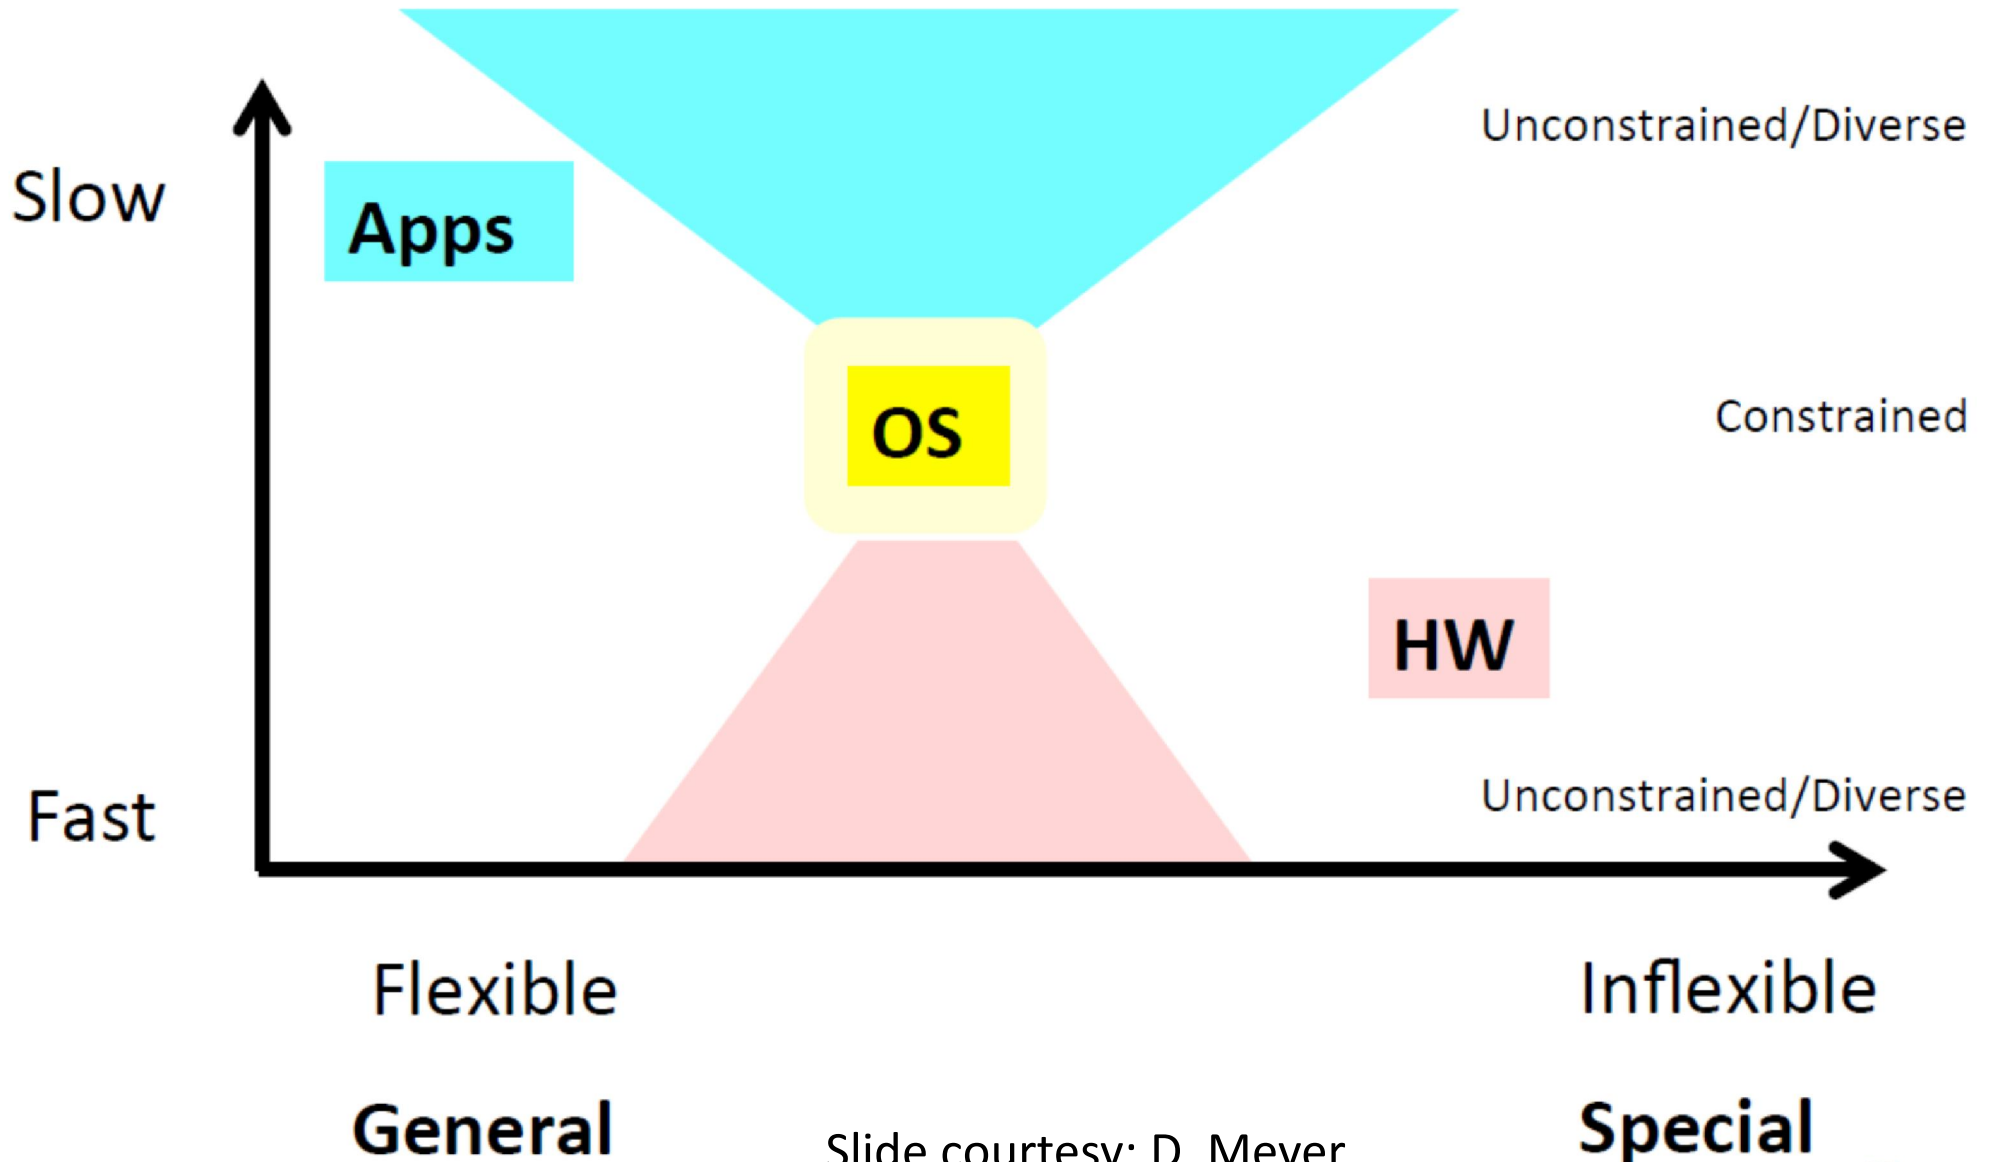 Unconstrained/Diverse
Slow
Apps
OS
Constrained
HW
Unconstrained/Diverse
Fast
Flexible
Inflexible
General
Special
Slide courtesy: D. Meyer